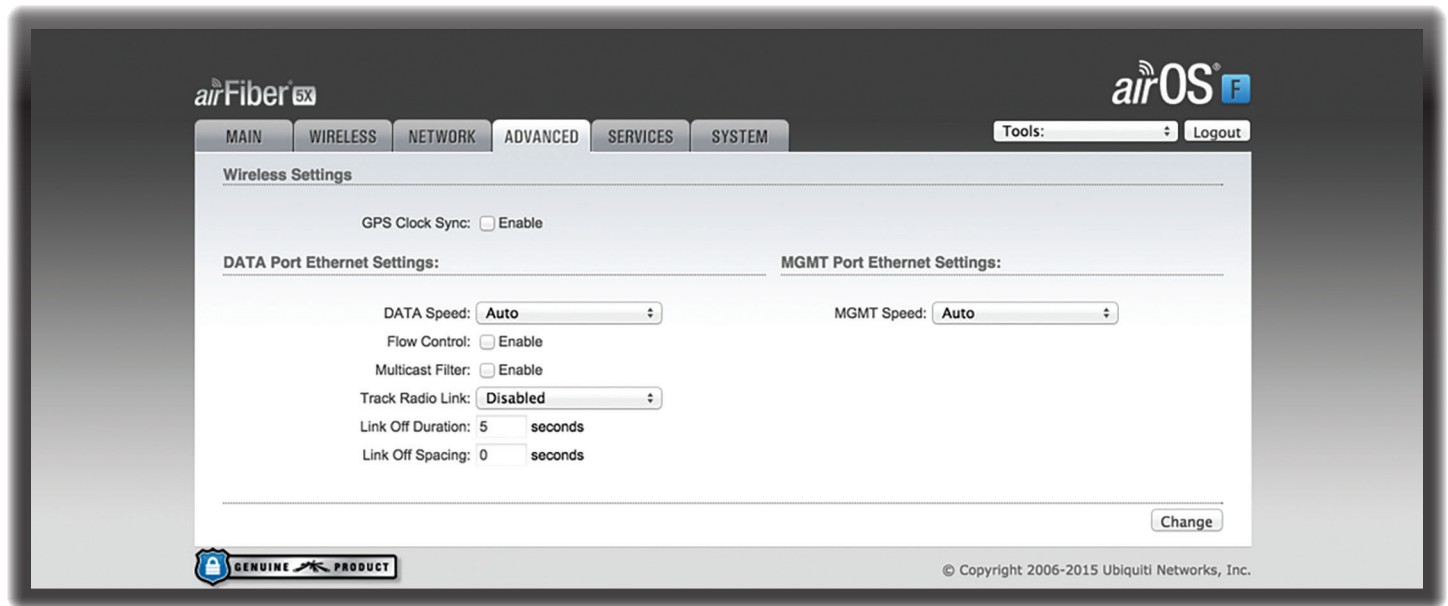 airFiber® 5X
airOS® F
MAIN WIRELESS NETWORK ADVANCED SERVICES SYSTEM Tools: Logout
Wireless Settings
GPS Clock Sync: Enable
DATA Port Ethernet Settings: MGMT Port Ethernet Settings:
DATA Speed: Auto MGMT Speed: Auto
Flow Control: Enable
Multicast Filter: Enable
Track Radio Link: Disabled
Link Off Duration: 5 seconds
Link Off Spacing: 0 seconds
Change
GENUINE PRODUCT
© Copyright 2006-2015 Ubiquiti Networks, Inc.